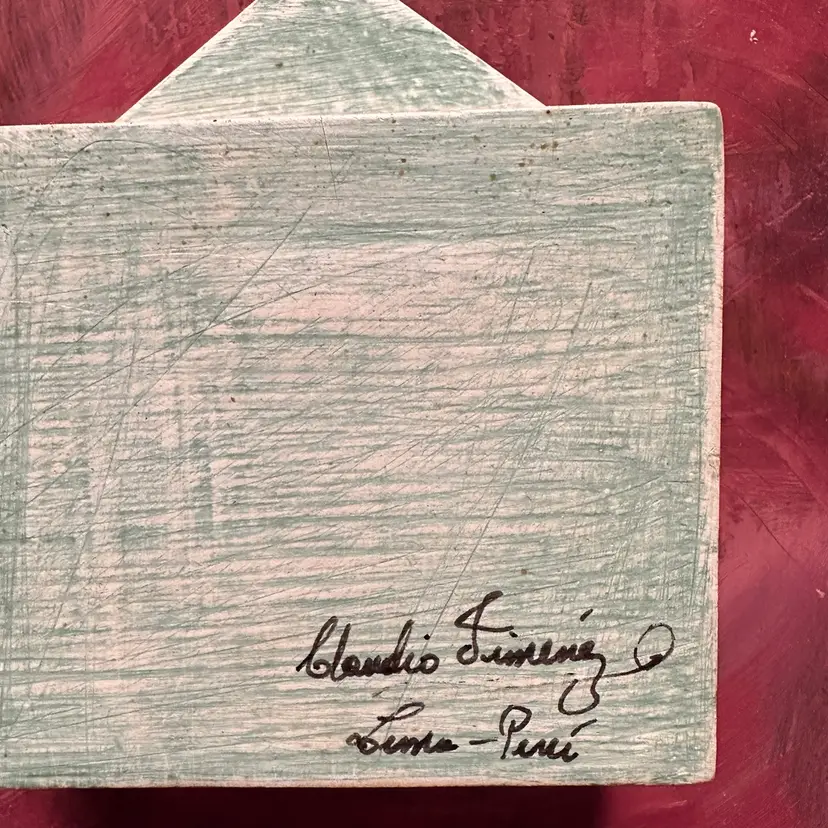 Claudio Jiménez
Lima - Perú